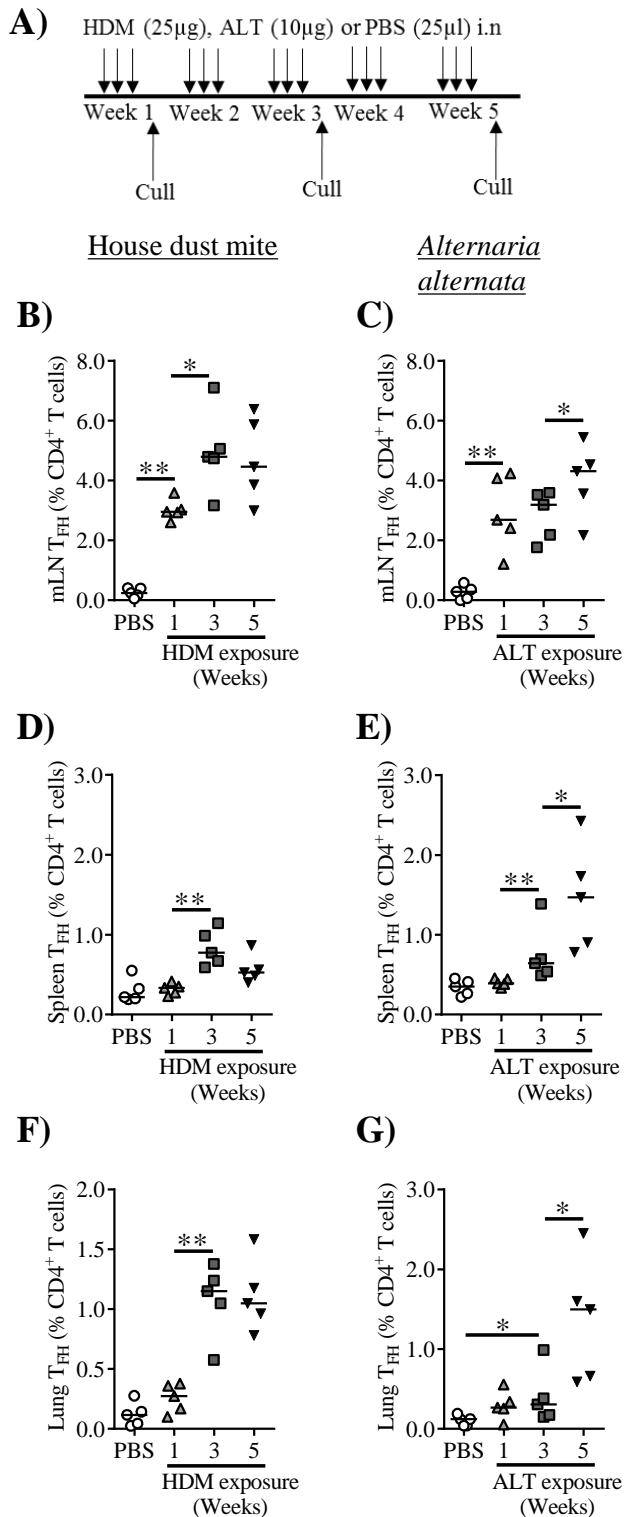 A)
HDM (25µg), ALT (10µg) or PBS (25µl) i.n
Week 1 Week 2 Week 3 Week 4 Week 5
Cull Cull Cull
House dust mite
Alternaria
alternata
B)
mLN TFH (% CD4+ T cells)
8.0
6.0
4.0
2.0
0.0
*
**
PBS 1 3 5
HDM exposure
(Weeks)
C)
mLN TFH (% CD4+ T cells)
8.0
6.0
4.0
2.0
0.0
*
**
PBS 1 3 5
ALT exposure
(Weeks)
D)
Spleen TFH (% CD4+ T cells)
3.0
2.0
1.0
0.0
**
PBS 1 3 5
HDM exposure
(Weeks)
E)
Spleen TFH (% CD4+ T cells)
3.0
2.0
1.0
0.0
*
**
PBS 1 3 5
ALT exposure
(Weeks)
F)
Lung TFH (% CD4+ T cells)
2.0
1.5
1.0
0.5
0.0
**
PBS 1 3 5
HDM exposure
(Weeks)
G)
Lung TFH (% CD4+ T cells)
3.0
2.0
1.0
0.0
*
*
PBS 1 3 5
ALT exposure
(Weeks)